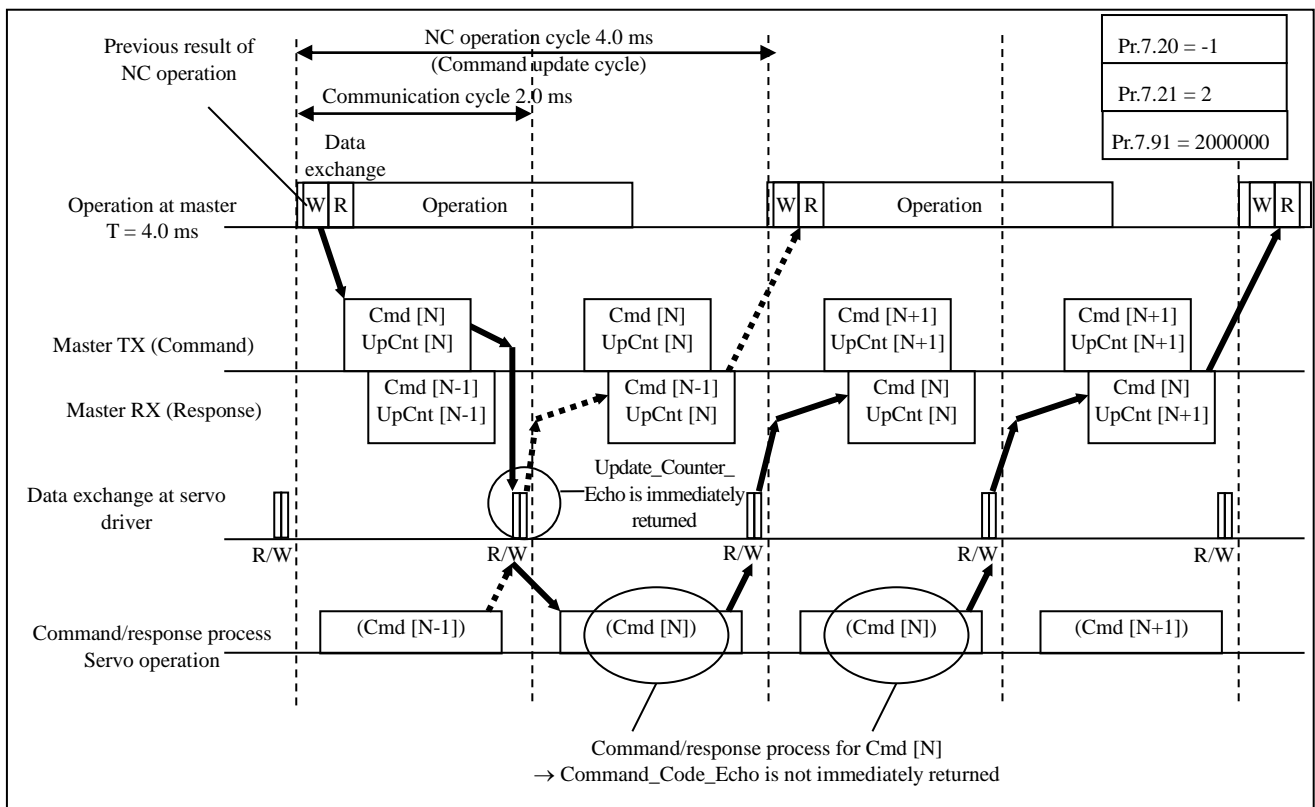 Previous result of
NC operation
NC operation cycle 4.0 ms
(Command update cycle)
Communication cycle 2.0 ms
Pr.7.20 = -1
Pr.7.21 = 2
Pr.7.91 = 2000000
Data
exchange
Operation at master
T = 4.0 ms
W R Operation
W R Operation
W R
Master TX (Command)
Cmd [N]
UpCnt [N]
Cmd [N]
UpCnt [N]
Cmd [N+1]
UpCnt [N+1]
Cmd [N+1]
UpCnt [N+1]
Master RX (Response)
Cmd [N-1]
UpCnt [N-1]
Cmd [N-1]
UpCnt [N]
Cmd [N]
UpCnt [N]
Cmd [N]
UpCnt [N+1]
Update_Counter_
Echo is immediately
returned
Data exchange at servo
driver
R/W R/W R/W R/W R/W
Command/response process
Servo operation
(Cmd [N-1]) (Cmd [N]) (Cmd [N]) (Cmd [N+1])
Command/response process for Cmd [N]
→ Command_Code_Echo is not immediately returned